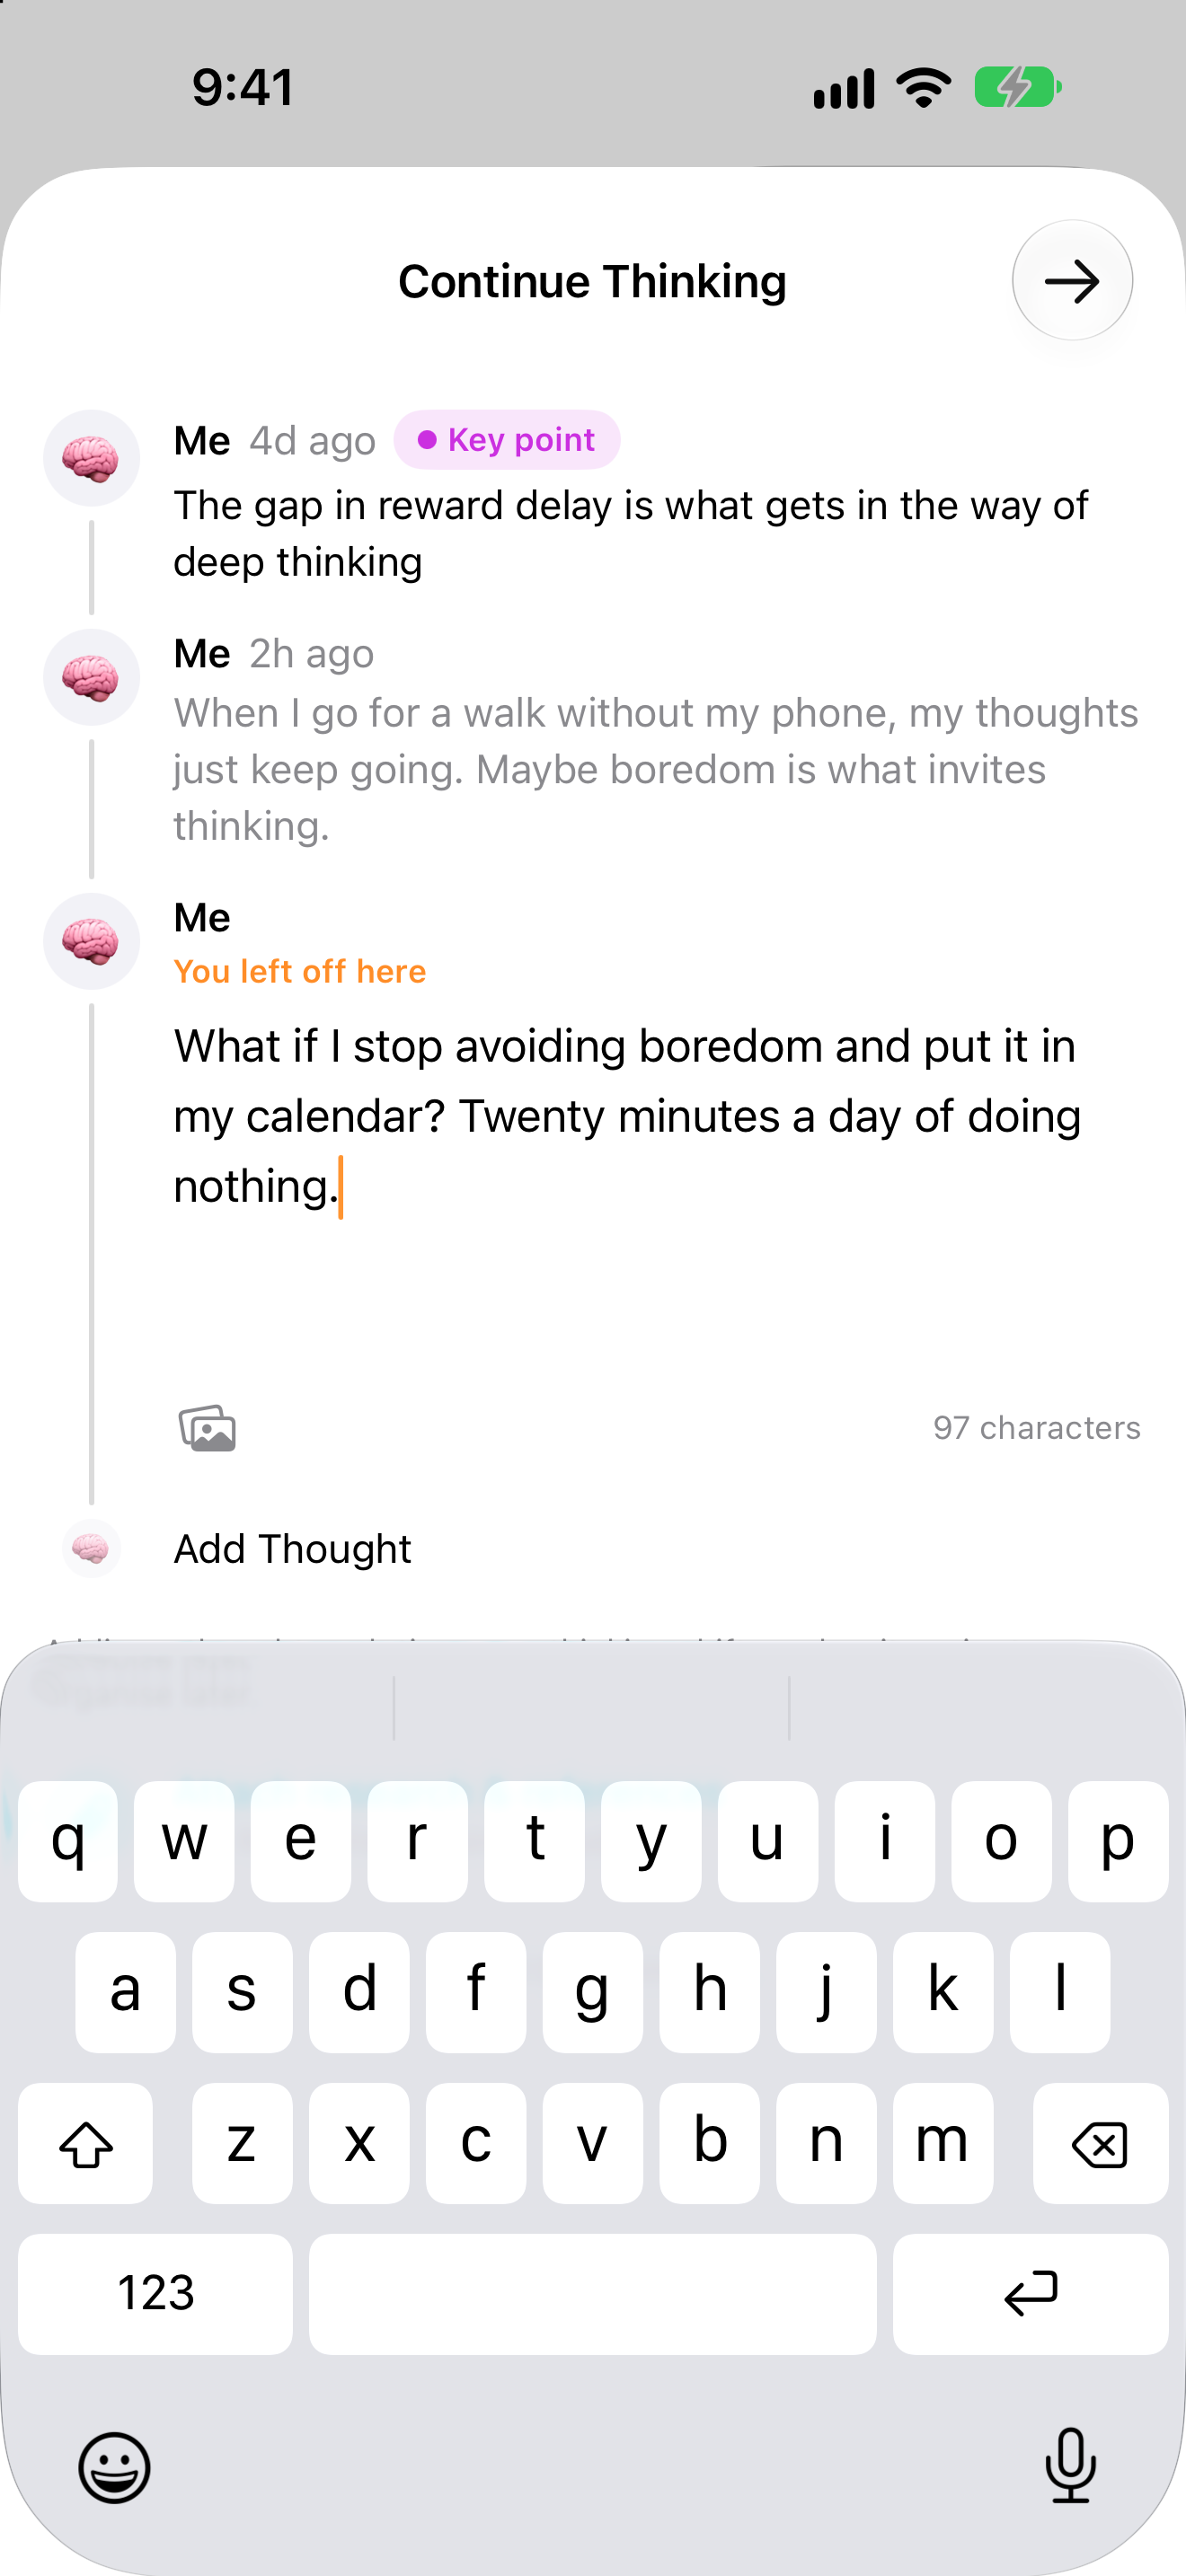 9:41
Continue Thinking
Me 4d ago Key point
The gap in reward delay is what gets in the way of
deep thinking
Me 2h ago
When I go for a walk without my phone, my thoughts
just keep going. Maybe boredom is what invites
thinking.
Me
You left off here
What if I stop avoiding boredom and put it in
my calendar? Twenty minutes a day of doing
nothing.
97 characters
Add Thought
q w e r t y u i o p
a s d f g h j k l
z x c v b n m
123